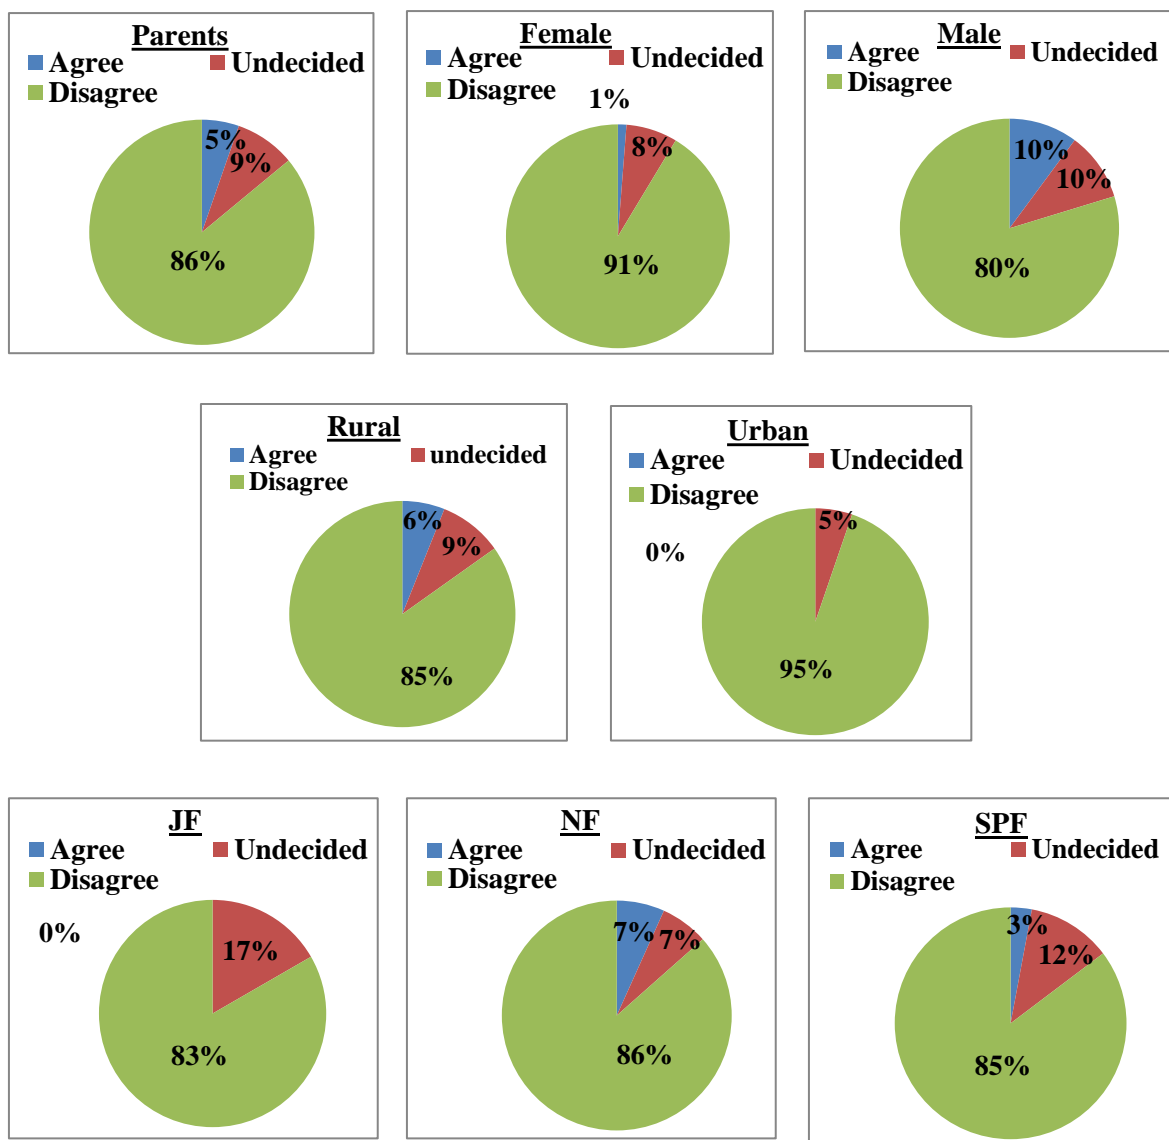 Parents
Agree Undecided
Disagree
5%
9%
86%
Female
Agree Undecided
Disagree
1%
8%
91%
Male
Agree Undecided
Disagree
10%
10%
80%
Rural
Agree undecided
Disagree
6%
9%
85%
Urban
Agree Undecided
Disagree
5%
0%
95%
JF
Agree Undecided
Disagree
0%
17%
83%
NF
Agree Undecided
Disagree
7%
7%
86%
SPF
Agree Undecided
Disagree
3%
12%
85%